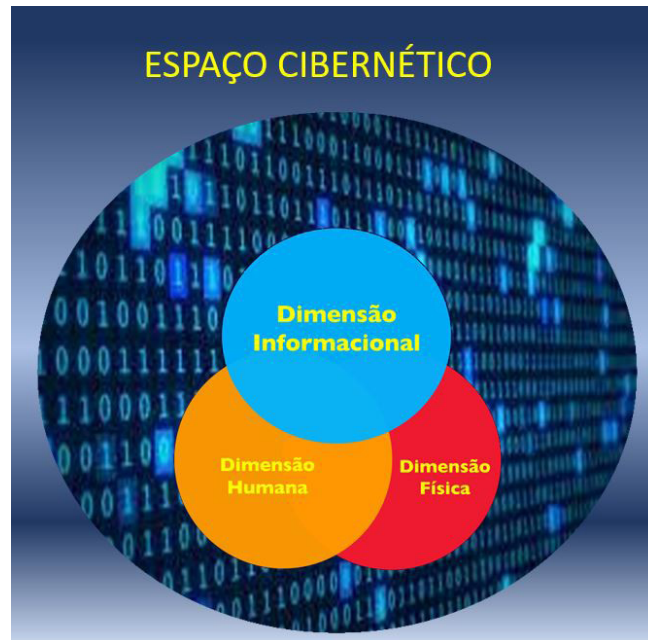 ESPAÇO CIBERNÉTICO
Dimensão
Informacional
Dimensão
Humana
Dimensão
Física